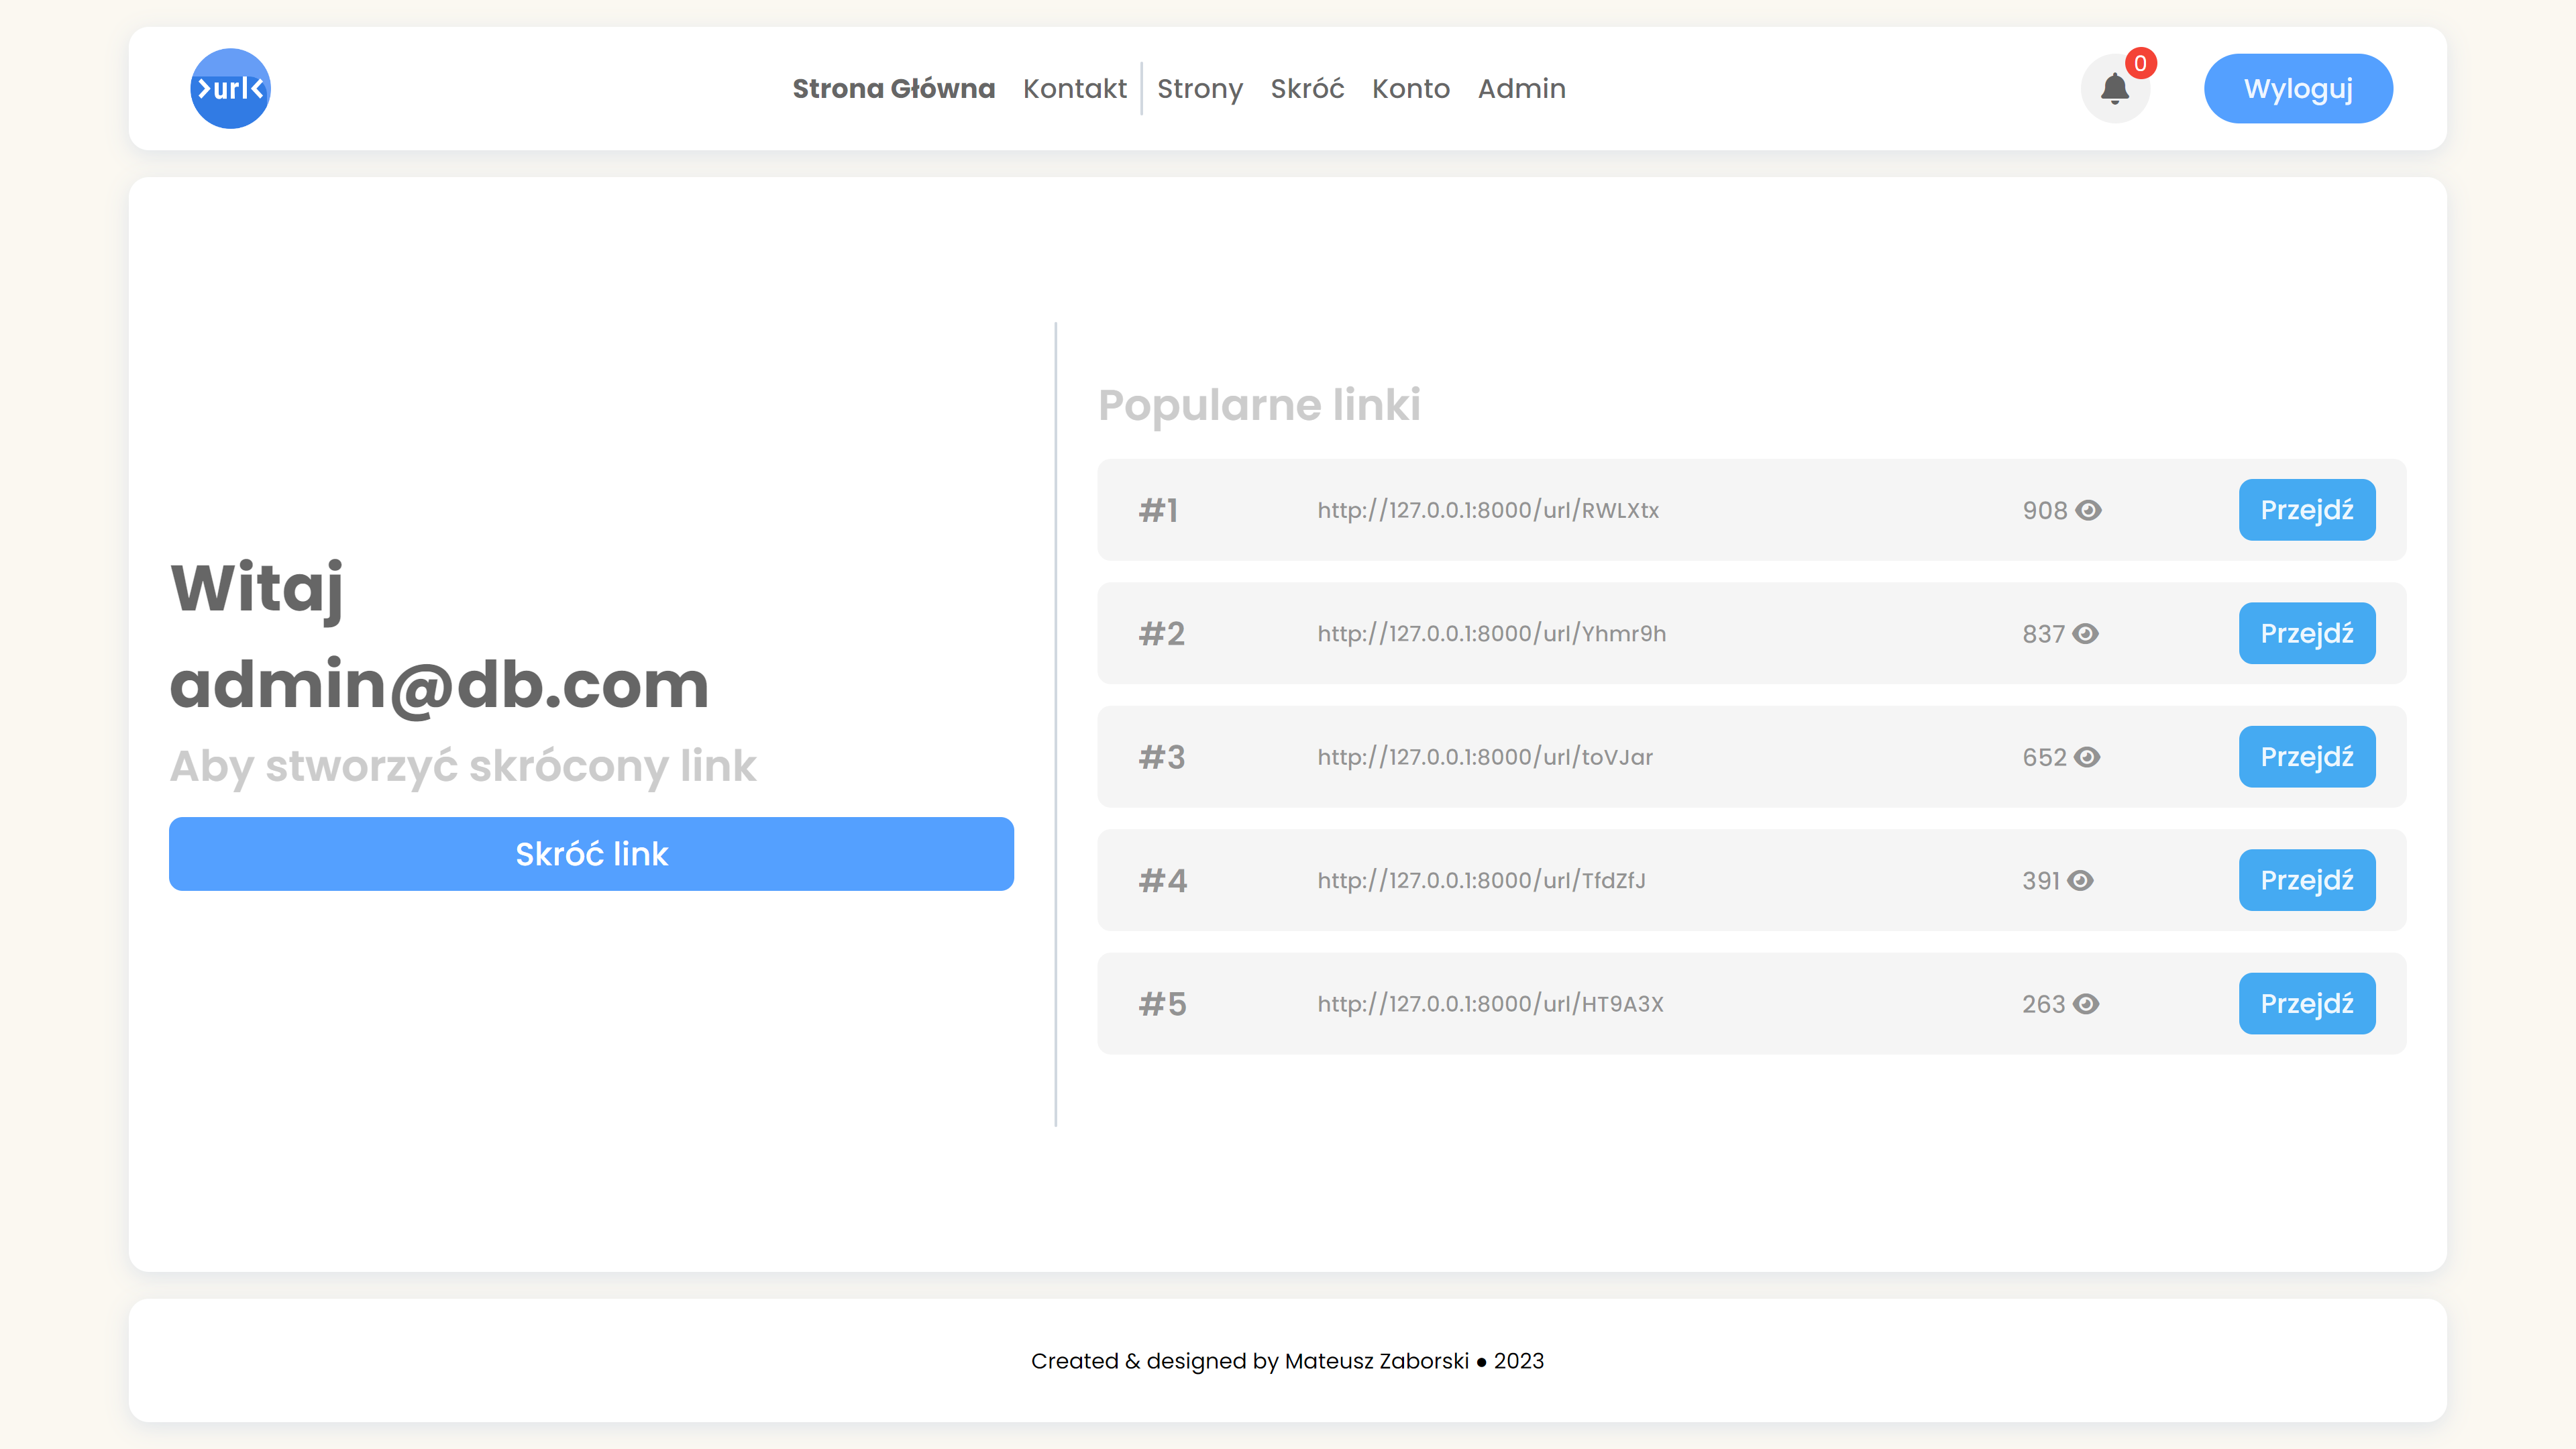 >url<
Strona Główna Kontakt Strony Skróć Konto Admin
0
Wyloguj
Witaj
admin@db.com
Aby stworzyć skrócony link
Skróć link
Popularne linki
#1 http://127.0.0.1:8000/url/RWLXtx 908 Przejdź
#2 http://127.0.0.1:8000/url/Yhmr9h 837 Przejdź
#3 http://127.0.0.1:8000/url/toVJar 652 Przejdź
#4 http://127.0.0.1:8000/url/TfdZfJ 391 Przejdź
#5 http://127.0.0.1:8000/url/HT9A3X 263 Przejdź
Created & designed by Mateusz Zaborski ● 2023